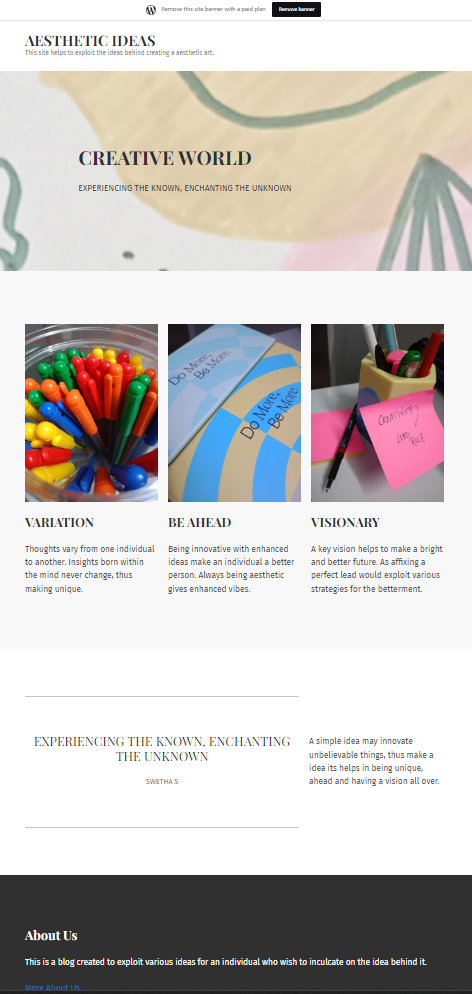 Remove this site banner with a paid plan
Remove banner
AESTHETIC IDEAS
This site helps to exploit the ideas behind creating a aesthetic art.
CREATIVE WORLD
EXPERIENCING THE KNOWN, ENCHANTING THE UNKNOWN
Do More,
Be More.
Do More,
Be More.
Creativity
LEAD
ROLE
VARIATION
Thoughts vary from one individual
to another. Insights born within
the mind never change, thus
making unique.
BE AHEAD
Being innovative with enhanced
ideas make an individual a better
person. Always being aesthetic
gives enhanced vibes.
VISIONARY
A key vision helps to make a bright
and better future. As affixing a
perfect lead would exploit various
strategies for the betterment.
EXPERIENCING THE KNOWN, ENCHANTING
THE UNKNOWN
SWETHA S
A simple idea may innovate
unbelievable things, thus make a
idea its helps in being unique,
ahead and having a vision all over.
About Us
This is a blog created to exploit various ideas for an individual who wish to inculcate on the idea behind it.
More About Us